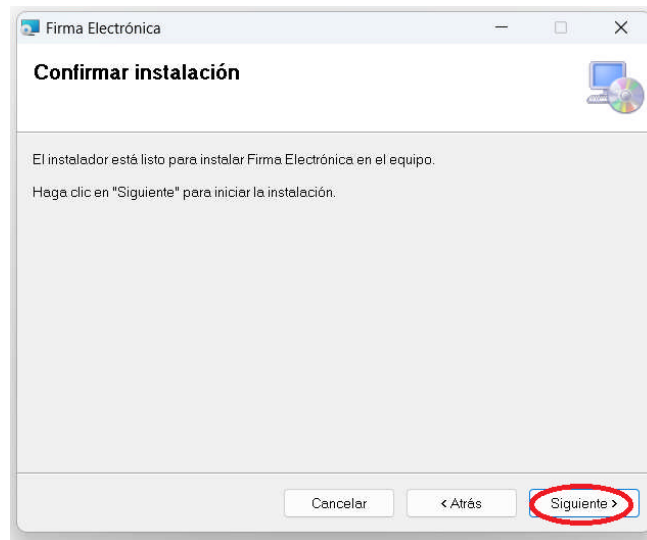 Firma Electrónica
Confirmar instalación
El instalador está listo para instalar Firma Electrónica en el equipo.
Haga clic en "Siguiente" para iniciar la instalación.
Cancelar
< Atrás
Siguiente >